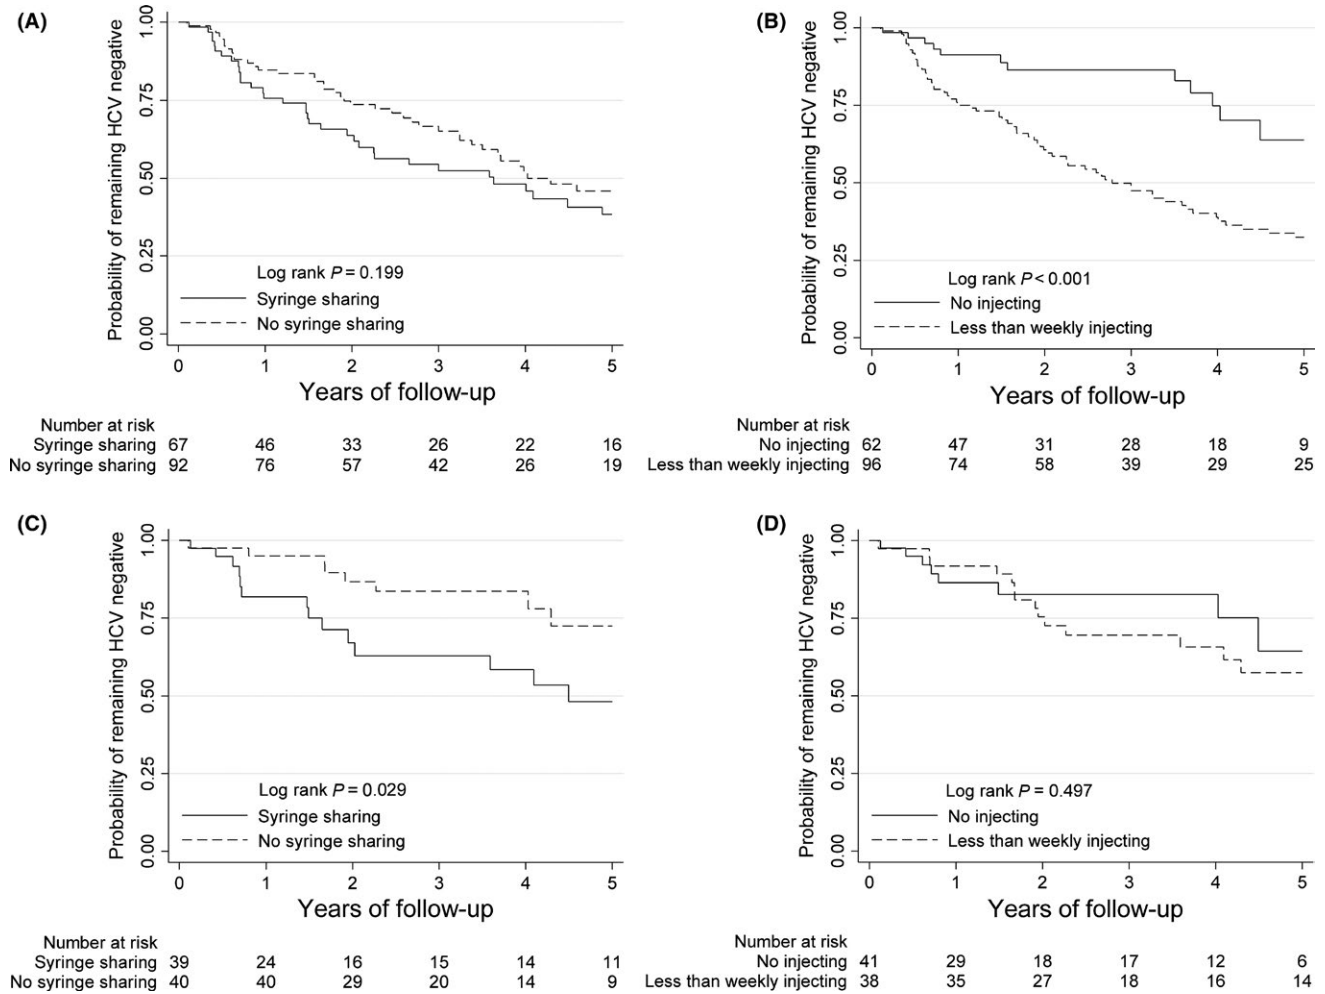 (A)
Probability of remaining HCV negative
1.00
0.75
0.50
0.25
0.00
Log rank P = 0.199
Syringe sharing
No syringe sharing
0 1 2 3 4 5
Years of follow-up
Number at risk
Syringe sharing 67 46 33 26 22 16
No syringe sharing 92 76 57 42 26 19
(B)
Probability of remaining HCV negative
1.00
0.75
0.50
0.25
0.00
Log rank P < 0.001
No injecting
Less than weekly injecting
0 1 2 3 4 5
Years of follow-up
Number at risk
No injecting 62 47 31 28 18 9
Less than weekly injecting 96 74 58 39 29 25
(C)
Probability of remaining HCV negative
1.00
0.75
0.50
0.25
0.00
Log rank P = 0.029
Syringe sharing
No syringe sharing
0 1 2 3 4 5
Years of follow-up
Number at risk
Syringe sharing 39 24 16 15 14 11
No syringe sharing 40 40 29 20 14 9
(D)
Probability of remaining HCV negative
1.00
0.75
0.50
0.25
0.00
Log rank P = 0.497
No injecting
Less than weekly injecting
0 1 2 3 4 5
Years of follow-up
Number at risk
No injecting 41 29 18 17 12 6
Less than weekly injecting 38 35 27 18 16 14